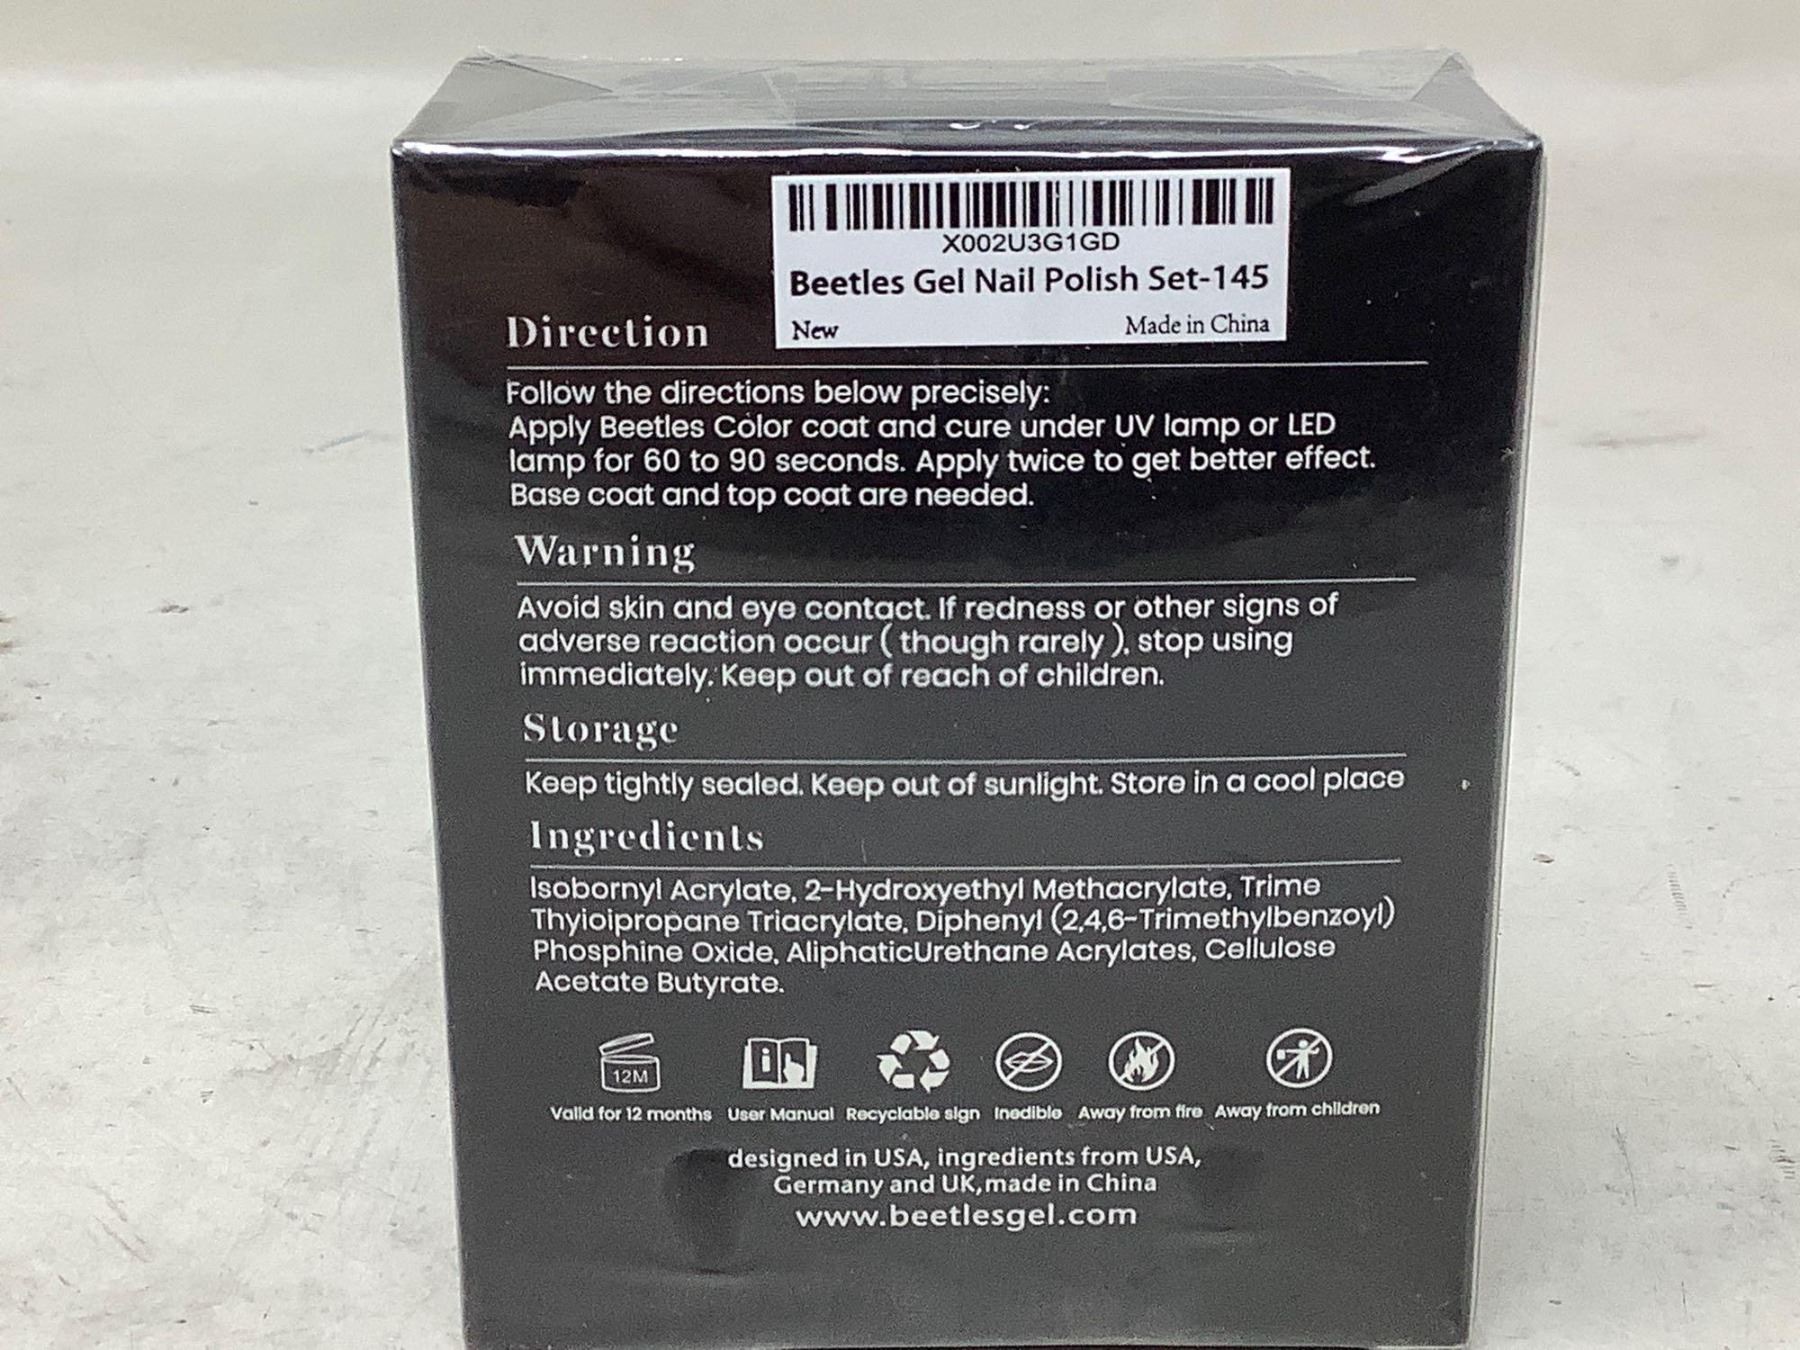 X002U3G1GD
Beetles Gel Nail Polish Set-145
New Made in China
Direction
Follow the directions below precisely:
Apply Beetles Color coat and cure under UV lamp or LED
lamp for 60 to 90 seconds. Apply twice to get better effect.
Base coat and top coat are needed.
Warning
Avoid skin and eye contact. If redness or other signs of
adverse reaction occur ( though rarely ), stop using
immediately. Keep out of reach of children.
Storage
Keep tightly sealed. Keep out of sunlight. Store in a cool place
Ingredients
Isobornyl Acrylate, 2-Hydroxyethyl Methacrylate, Trime
Thyioipropane Triacrylate, Diphenyl (2,4,6-Trimethylbenzoyl)
Phosphine Oxide, AliphaticUrethane Acrylates, Cellulose
Acetate Butyrate.
12M
Valid for 12 months User Manual Recyclable sign Inedible Away from fire Away from children
designed in USA, ingredients from USA,
Germany and UK,made in China
www.beetlesgel.com